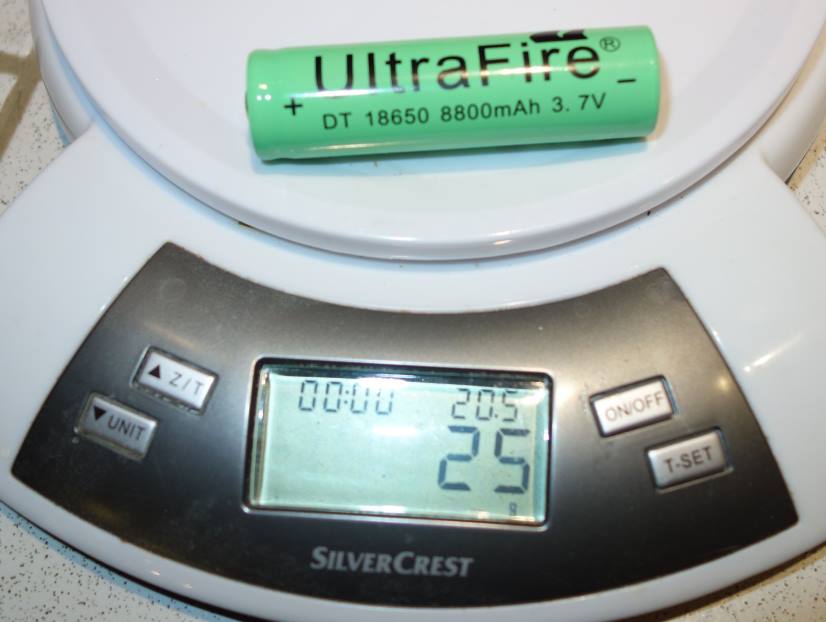 UltraFire®
+ −
DT 18650 8800mAh 3. 7V
▲ Z/T
▼ UNIT
00:00 20.5
25
g
ON/OFF
T-SET
SILVERCREST